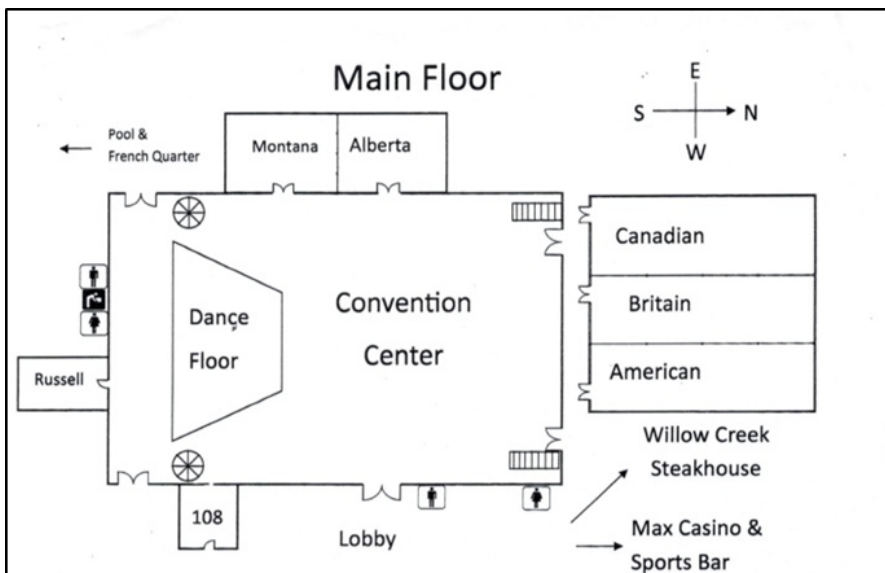 Main Floor
E
S
N
W
Pool &
French Quarter
Montana
Alberta
Canadian
Convention
Center
Dance
Floor
Britain
Russell
American
Willow Creek
Steakhouse
108
Lobby
Max Casino &
Sports Bar